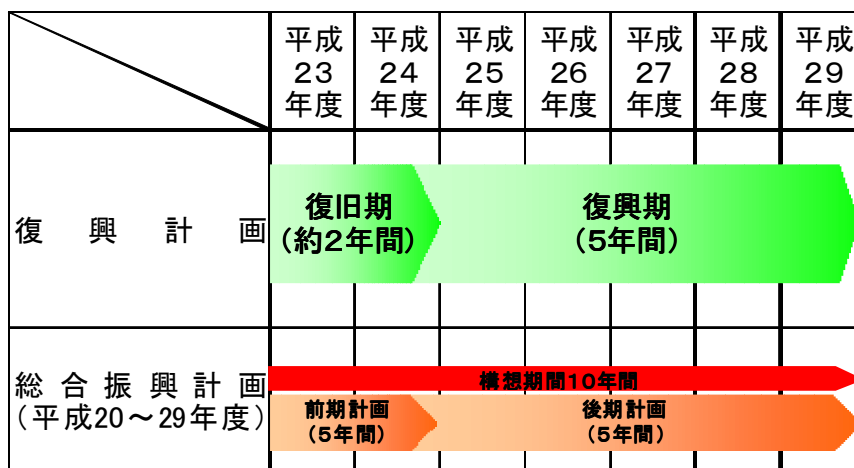 平成
23
年度
平成
24
年度
平成
25
年度
平成
26
年度
平成
27
年度
平成
28
年度
平成
29
年度
復興計画
復旧期
(約2年間)
復興期
(5年間)
総合振興計画
(平成20～29年度)
構想期間10年間
前期計画
(5年間)
後期計画
(5年間)